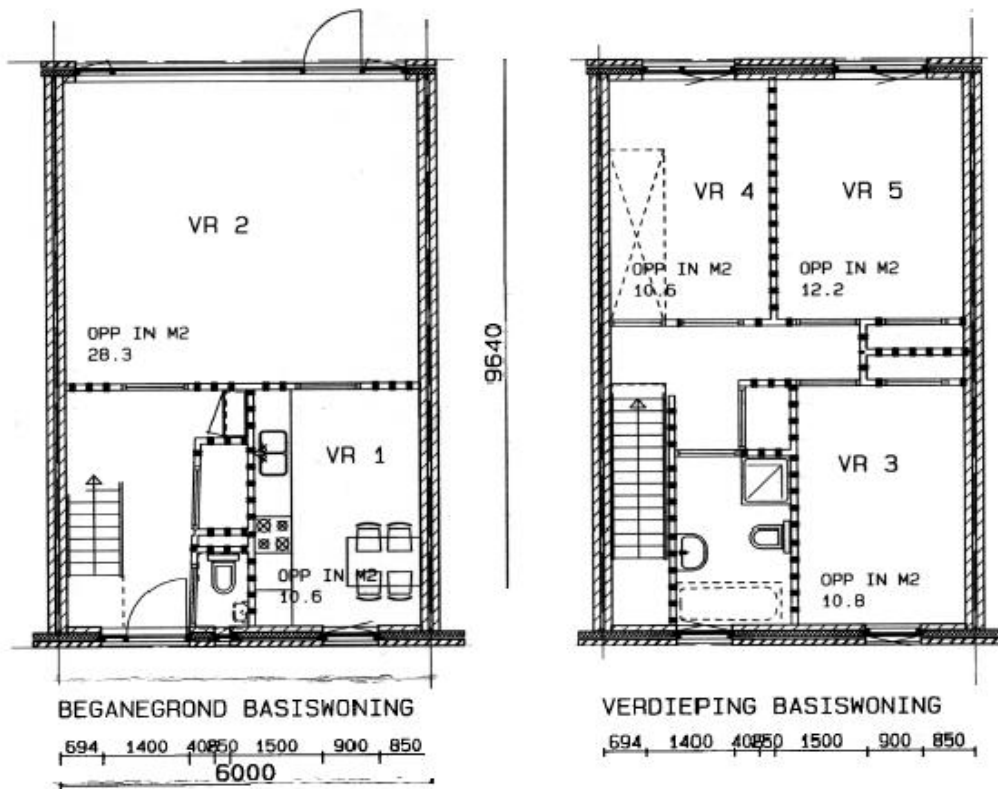 VR 2
OPP IN M2
28.3
VR 1
OPP IN M2
10.6
9640
BEGANEGROND BASISWONING
694 1400 1500 900 850
6000
VR 4
OPP IN M2
VR 5
OPP IN M2
12.2
VR 3
OPP IN M2
10.8
VERDIEPING BASISWONING
694 1400 1500 900 850